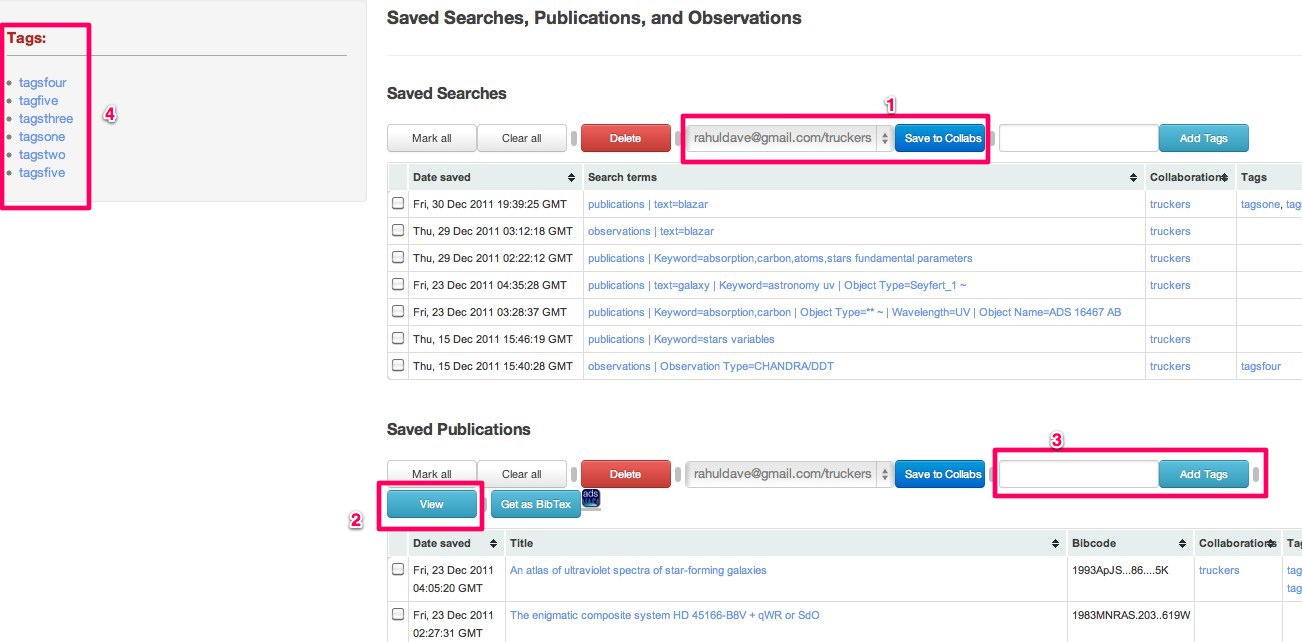 Tags:
tagsfour
tagfive
tagsthree
tagsone
tagstwo
tagsfive
4
Saved Searches, Publications, and Observations
Saved Searches
1
Mark all Clear all Delete rahuldave@gmail.com/truckers Save to Collabs Add Tags
Date saved Search terms Collaborations Tags
Fri, 30 Dec 2011 19:39:25 GMT publications | text=blazar truckers tagsone, tag
Thu, 29 Dec 2011 03:12:18 GMT observations | text=blazar truckers
Thu, 29 Dec 2011 02:22:12 GMT publications | Keyword=absorption,carbon,atoms,stars fundamental parameters truckers
Fri, 23 Dec 2011 04:35:28 GMT publications | text=galaxy | Keyword=astronomy uv | Object Type=Seyfert_1 ~ truckers
Fri, 23 Dec 2011 03:28:37 GMT publications | Keyword=absorption,carbon | Object Type=** ~ | Wavelength=UV | Object Name=ADS 16467 AB
Thu, 15 Dec 2011 15:46:19 GMT publications | Keyword=stars variables truckers
Thu, 15 Dec 2011 15:40:28 GMT observations | Observation Type=CHANDRA/DDT truckers tagsfour
Saved Publications
3
Mark all Clear all Delete rahuldave@gmail.com/truckers Save to Collabs Add Tags
2
View Get as BibTex ads
Date saved Title Bibcode Collaborations Tag
Fri, 23 Dec 2011 An atlas of ultraviolet spectra of star-forming galaxies 1993ApJS...86....5K truckers tag
04:05:20 GMT tag
Fri, 23 Dec 2011 The enigmatic composite system HD 45166-B8V + qWR or SdO 1983MNRAS.203..619W
02:27:31 GMT